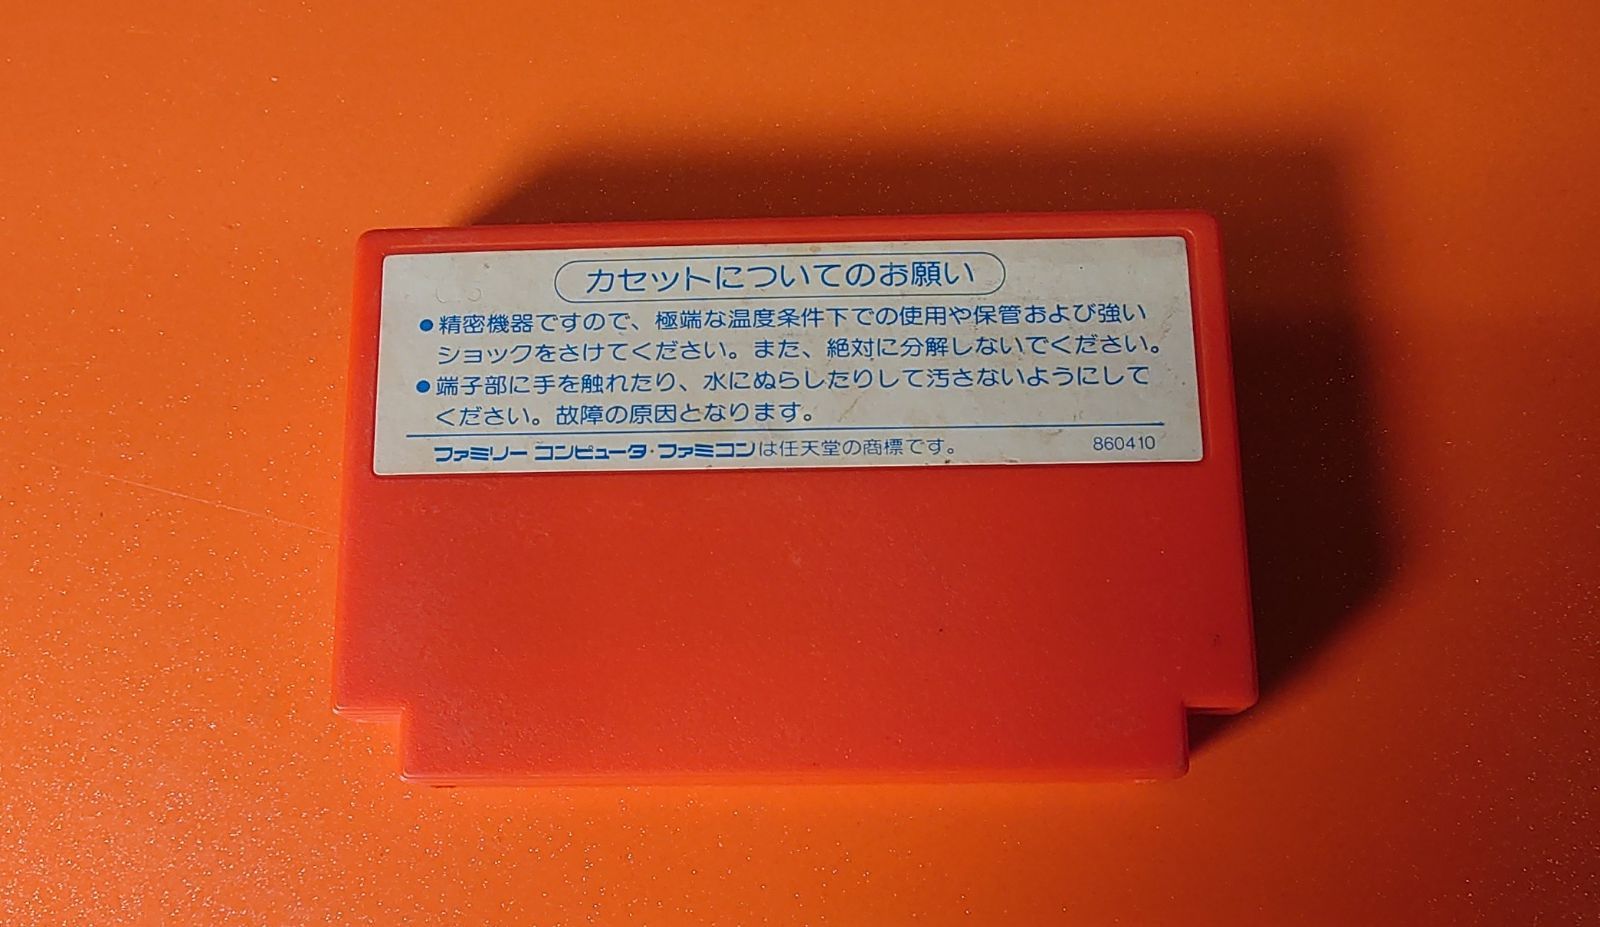 カセットについてのお願い
●精密機器ですので、極端な温度条件下での使用や保管および強い
ショックをさけてください。また、絶対に分解しないでください。
●端子部に手を触れたり、水にぬらしたりして汚さないようにして
ください。故障の原因となります。
ファミリー コンピュータ・ファミコンは任天堂の商標です。 860410